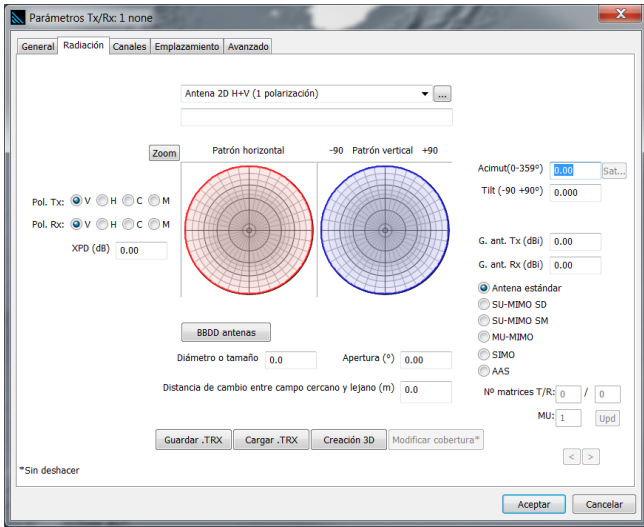 Parámetros Tx/Rx: 1 none
X
General Radiación Canales Emplazamiento Avanzado
Antena 2D H+V (1 polarización) ...
Zoom Patrón horizontal -90 Patrón vertical +90
Acimut(0-359º) 0.00 Sat...
Tilt (-90 +90º) 0.000
Pol. Tx: V H C M
Pol. Rx: V H C M
XPD (dB) 0.00
G. ant. Tx (dBi) 0.00
G. ant. Rx (dBi) 0.00
Antena estándar
SU-MIMO SD
SU-MIMO SM
MU-MIMO
SIMO
AAS
BBDD antenas
Diámetro o tamaño 0.0 Apertura (º) 0.00
Distancia de cambio entre campo cercano y lejano (m) 0.0
Nº matrices T/R: 0 / 0
MU: 1 Upd
Guardar .TRX Cargar .TRX Creación 3D Modificar cobertura*
< >
*Sin deshacer
Aceptar Cancelar